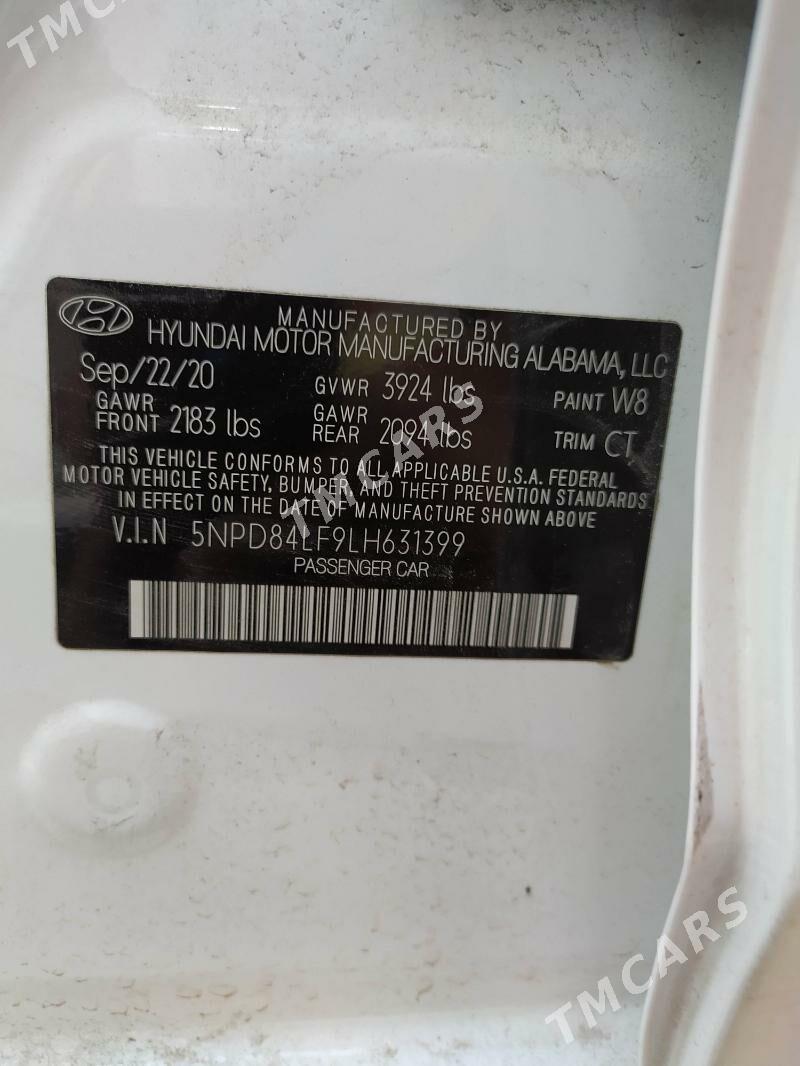 TMCARS
MANUFACTURED BY
HYUNDAI MOTOR MANUFACTURING ALABAMA, LLC
Sep/22/20 GVWR 3924 lbs PAINT W8
GAWR FRONT 2183 lbs GAWR REAR 2094 lbs TRIM CT
THIS VEHICLE CONFORMS TO ALL APPLICABLE U.S.A. FEDERAL
MOTOR VEHICLE SAFETY, BUMPER, AND THEFT PREVENTION STANDARDS
IN EFFECT ON THE DATE OF MANUFACTURE SHOWN ABOVE
V.I.N 5NPD84LF9LH631399
PASSENGER CAR
TMCARS
TMCARS